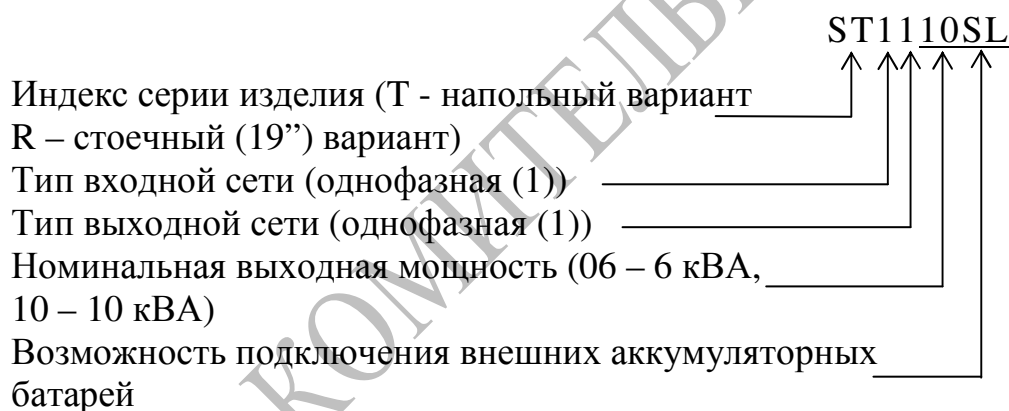 ST1110SL
Индекс серии изделия (Т - напольный вариант
R – стоечный (19”) вариант)
Тип входной сети (однофазная (1))
Тип выходной сети (однофазная (1))
Номинальная выходная мощность (06 – 6 кВА,
10 – 10 кВА)
Возможность подключения внешних аккумуляторных
батарей